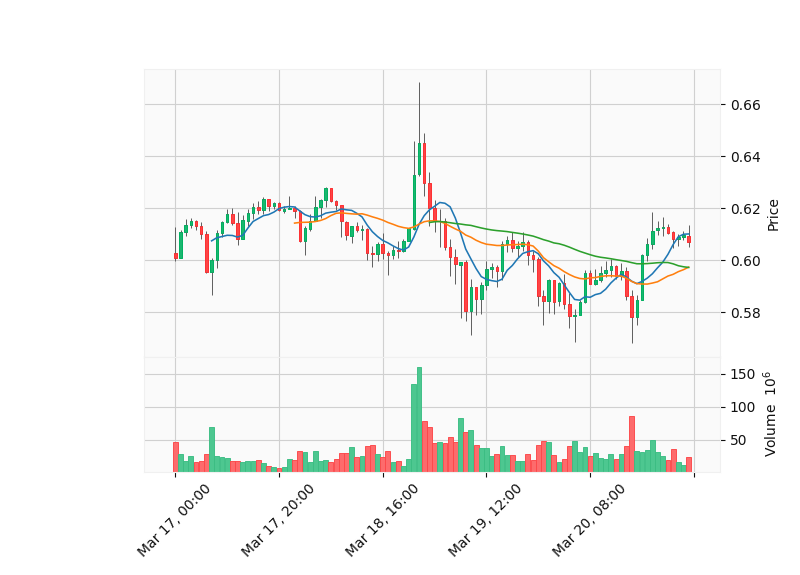 0.66
0.64
0.62
0.60
0.58
Price
150
100
50
Volume 10^6
Mar 17, 00:00
Mar 17, 20:00
Mar 18, 16:00
Mar 19, 12:00
Mar 20, 08:00